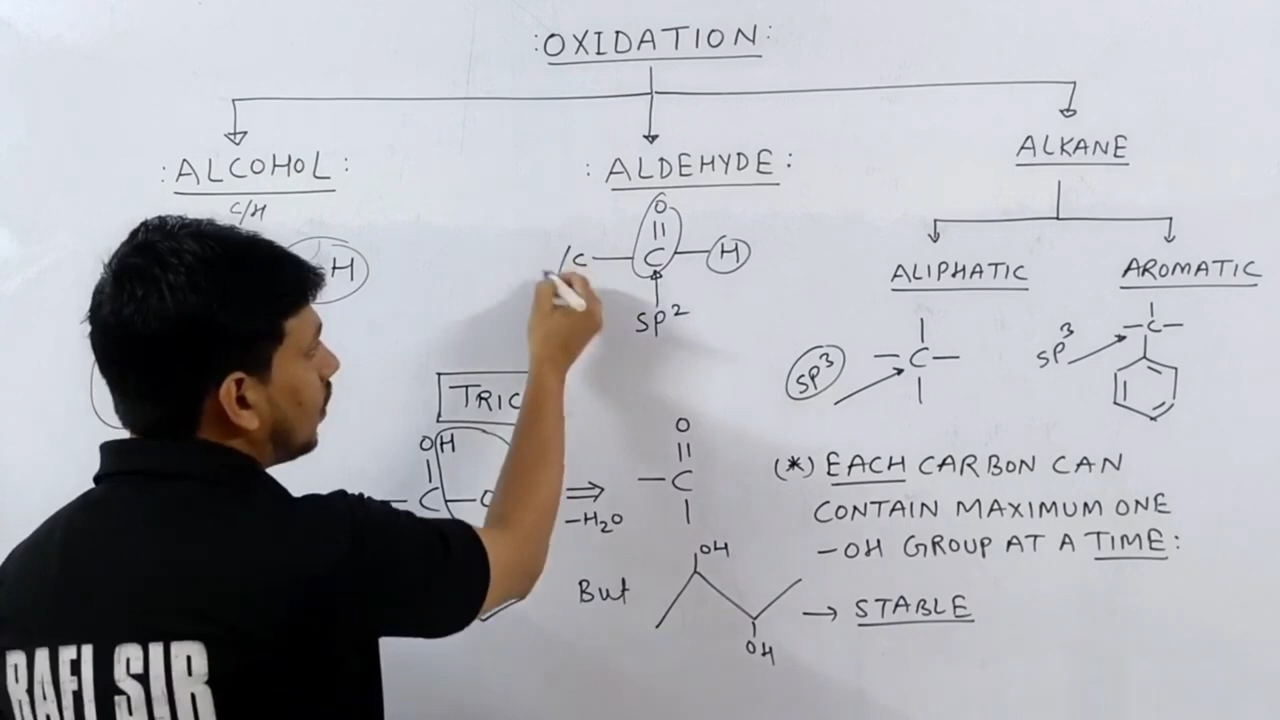 :OXIDATION:
:ALCOHOL:
C/H
H
:ALDEHYDE:
O
||
/C—C—H
SP2
ALKANE
ALIPHATIC
AROMATIC
SP3
—C—
SP3
—C—
TRIC
OH
—C—O
⇒
-H2O
O
||
—C
(*) EACH CARBON CAN
CONTAIN MAXIMUM ONE
-OH GROUP AT A TIME:
But
OH
OH
→ STABLE
RAFI SIR